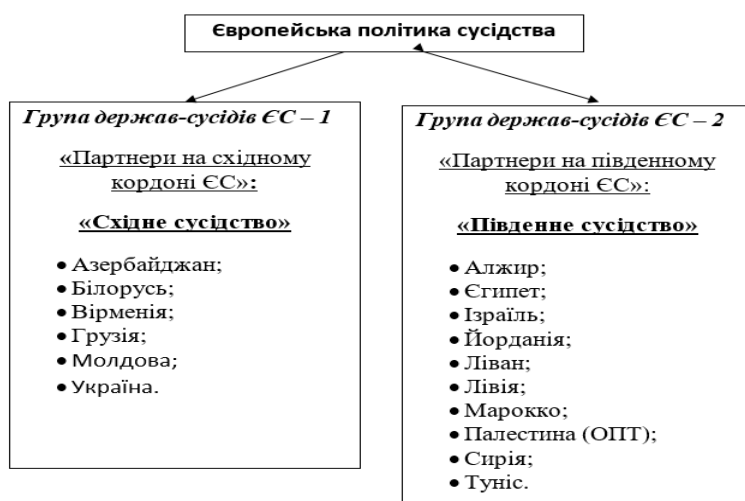 Європейська політика сусідства
Група держав-сусідів ЄС – 1
«Партнери на східному
кордоні ЄС»:
«Східне сусідство»
• Азербайджан;
• Білорусь;
• Вірменія;
• Грузія;
• Молдова;
• Україна.
Група держав-сусідів ЄС – 2
«Партнери на південному
кордоні ЄС»:
«Південне сусідство»
• Алжир;
• Єгипет;
• Ізраїль;
• Йорданія;
• Ліван;
• Лівія;
• Марокко;
• Палестина (ОПТ);
• Сирія;
• Туніс.